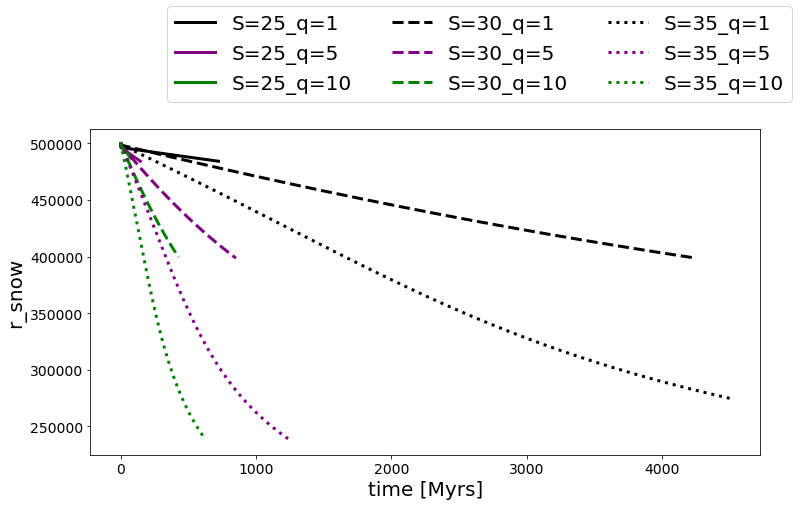 S=25_q=1 S=30_q=1 S=35_q=1
S=25_q=5 S=30_q=5 S=35_q=5
S=25_q=10 S=30_q=10 S=35_q=10
500000
450000
400000
350000
300000
250000
r_snow
0 1000 2000 3000 4000
time [Myrs]